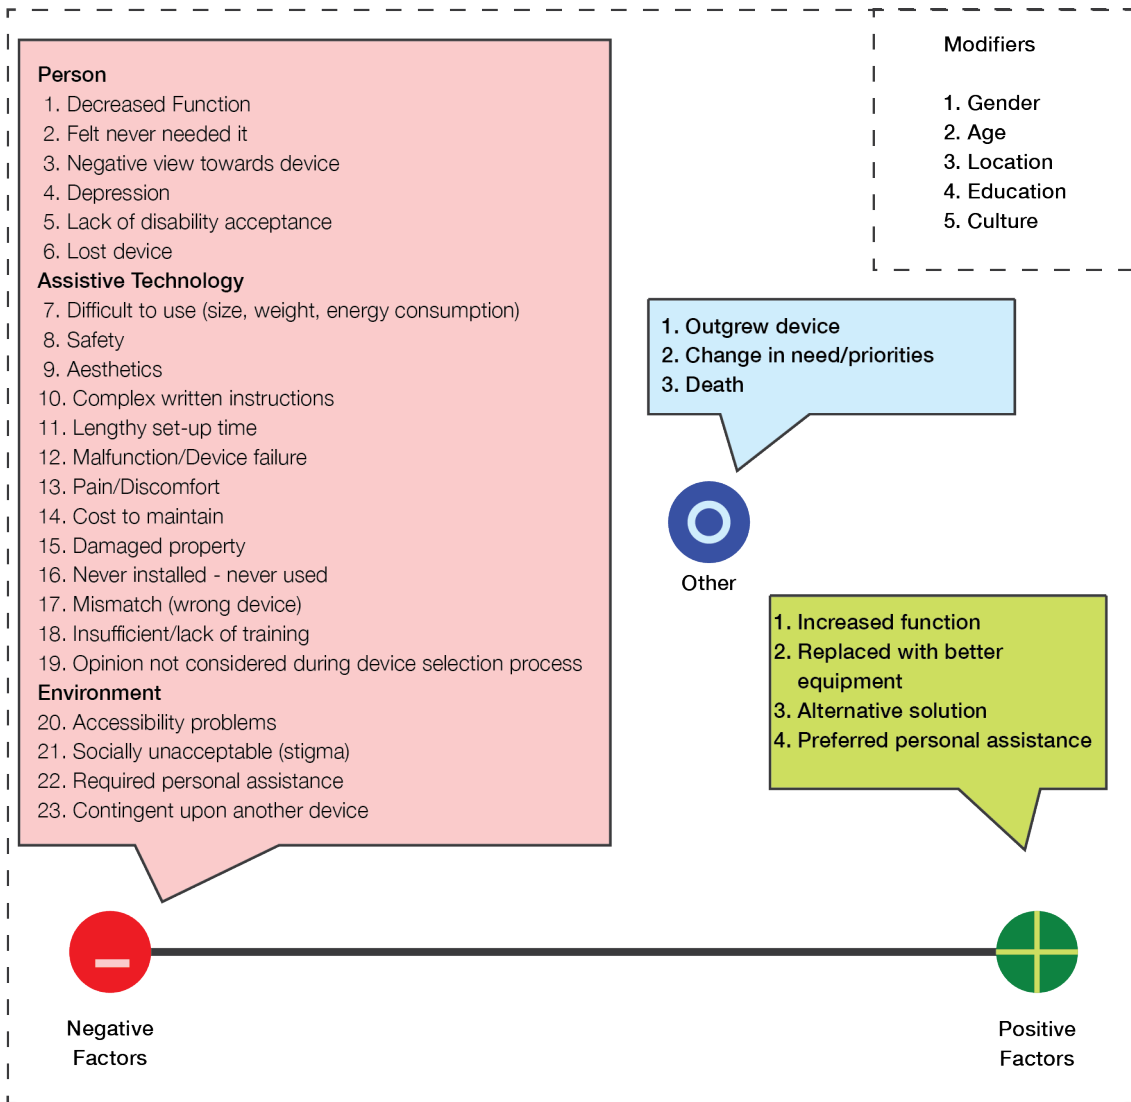 Person
1. Decreased Function
2. Felt never needed it
3. Negative view towards device
4. Depression
5. Lack of disability acceptance
6. Lost device
Assistive Technology
7. Difficult to use (size, weight, energy consumption)
8. Safety
9. Aesthetics
10. Complex written instructions
11. Lengthy set-up time
12. Malfunction/Device failure
13. Pain/Discomfort
14. Cost to maintain
15. Damaged property
16. Never installed - never used
17. Mismatch (wrong device)
18. Insufficient/lack of training
19. Opinion not considered during device selection process
Environment
20. Accessibility problems
21. Socially unacceptable (stigma)
22. Required personal assistance
23. Contingent upon another device
Modifiers
1. Gender
2. Age
3. Location
4. Education
5. Culture
1. Outgrew device
2. Change in need/priorities
3. Death
Other
1. Increased function
2. Replaced with better
equipment
3. Alternative solution
4. Preferred personal assistance
Negative
Factors
Positive
Factors